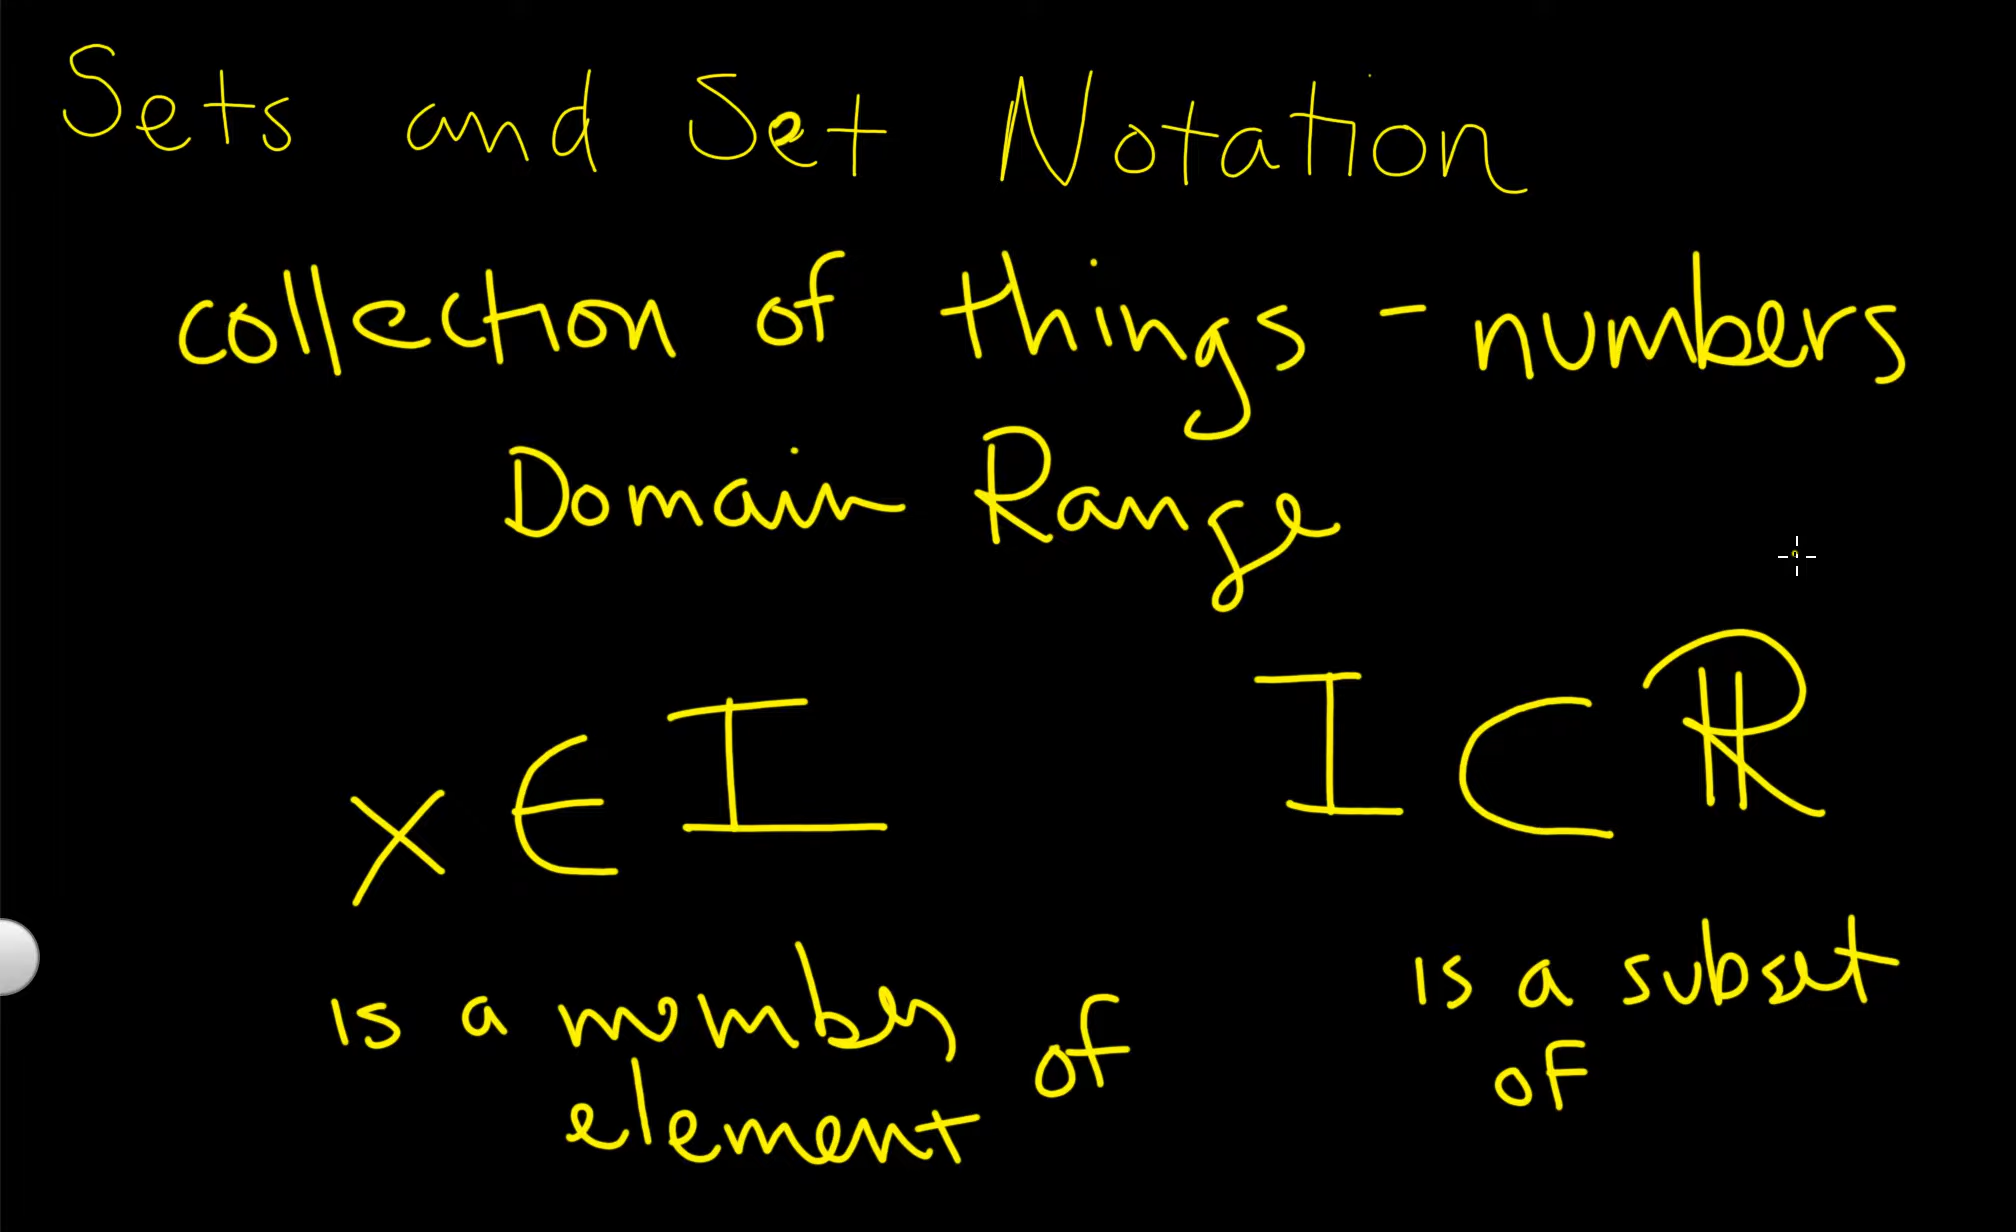 Sets and Set Notation
collection of things - numbers
Domain Range
x ∈ I
I ⊂ ℝ
is a member of
element
is a subset
of